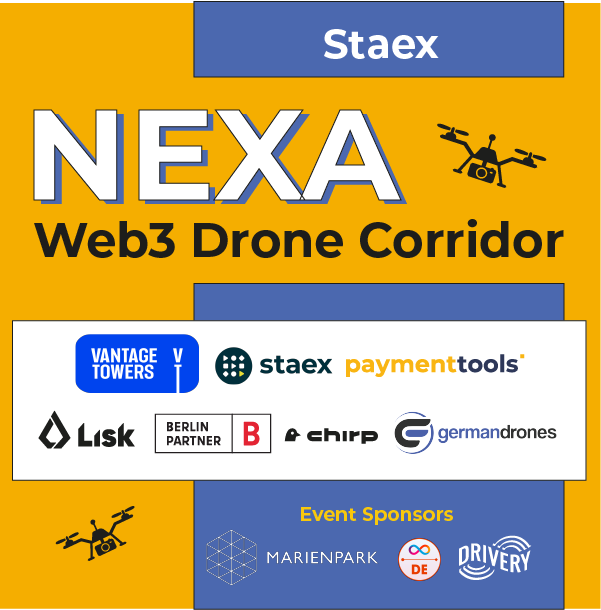 Staex
NEXA
Web3 Drone Corridor
VANTAGE
TOWERS
VT
staex
paymenttools
Lisk
BERLIN
PARTNER
B
chirp
germandrones
Event Sponsors
MARIENPARK
DE
DRIVERY